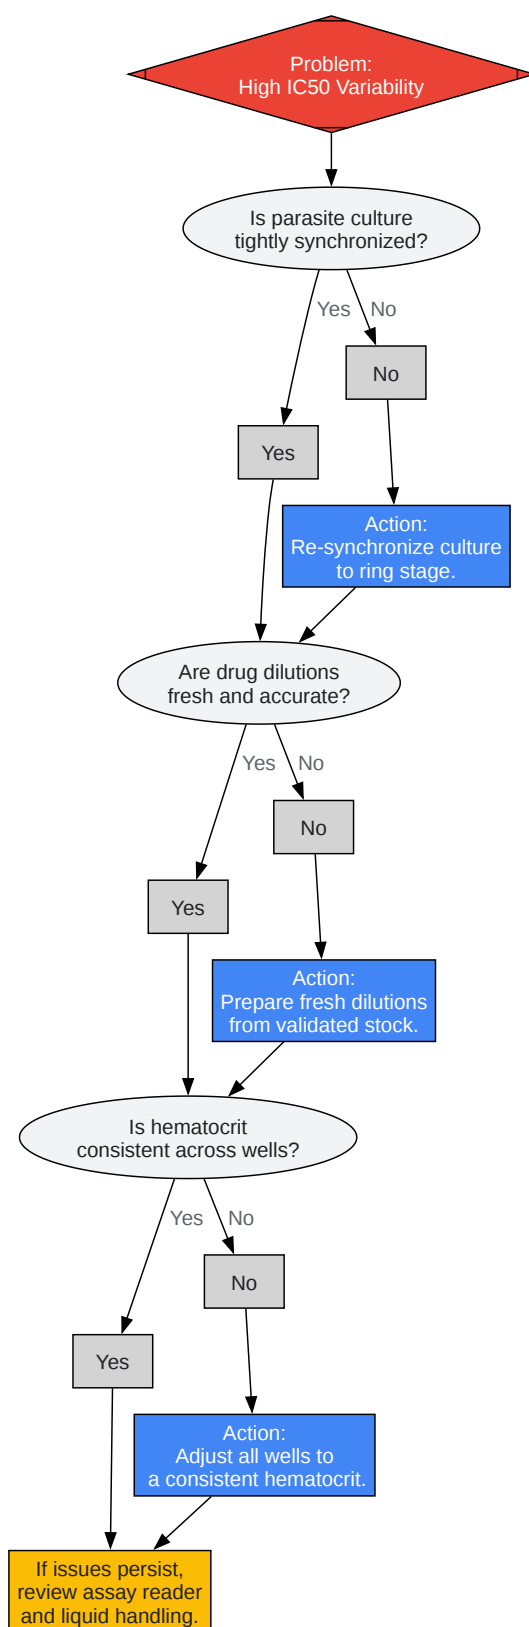 Problem:
High IC50 Variability
Is parasite culture
tightly synchronized?
Yes
No
No
Yes
Action:
Re-synchronize culture
to ring stage.
Are drug dilutions
fresh and accurate?
Yes
No
No
Yes
Action:
Prepare fresh dilutions
from validated stock.
Is hematocrit
consistent across wells?
Yes
No
No
Yes
Action:
Adjust all wells to
a consistent hematocrit.
If issues persist,
review assay reader
and liquid handling.